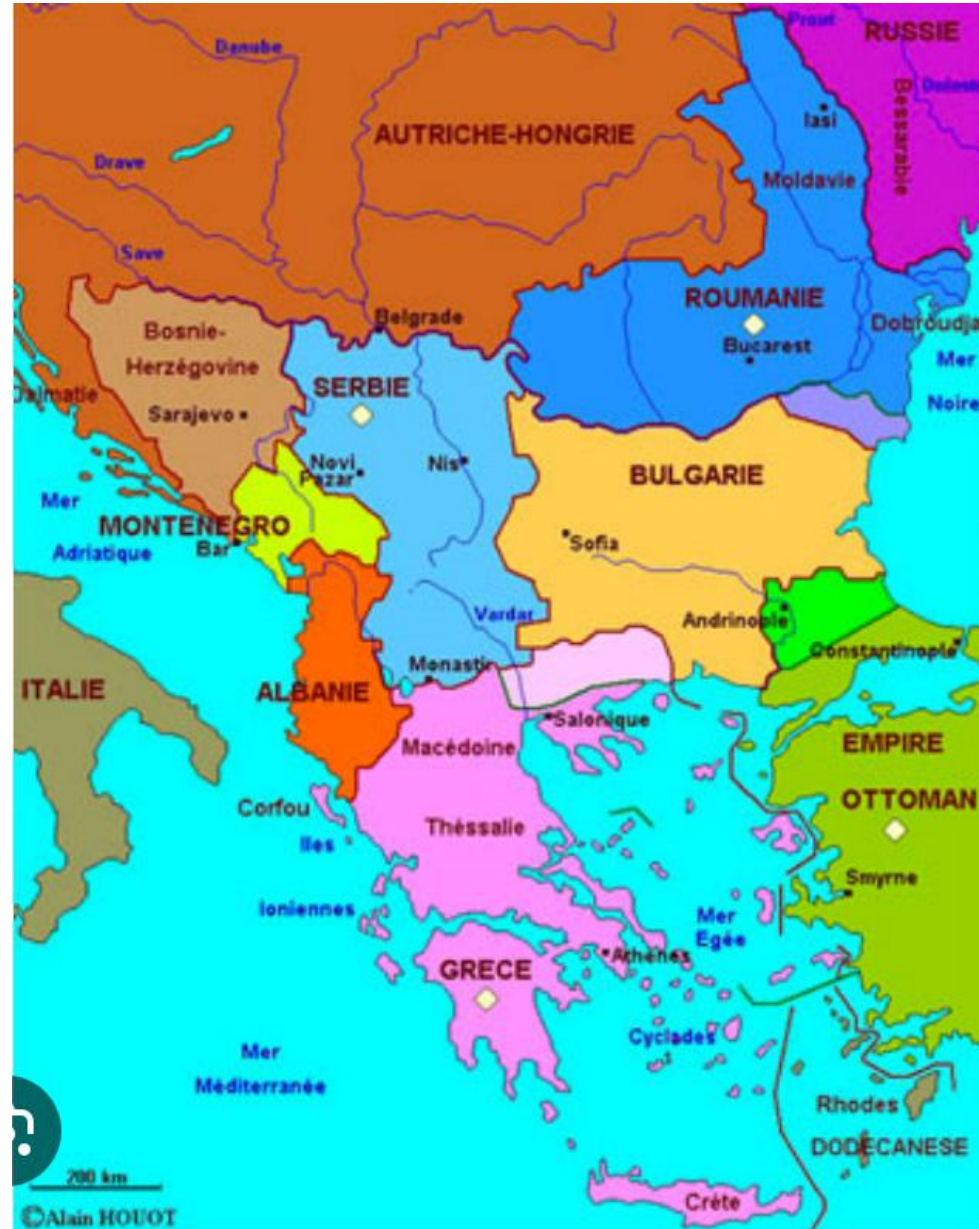 Prout
RUSSIE
Danube
Bessarabie
Iasi
AUTRICHE-HONGRIE
Drave
Moldavie
Save
ROUMANIE
Belgrade
Dobroudja
Bosnie-
Herzégovine
Bucarest
Mer
Noire
SERBIE
Dalmatie
Sarajevo
Novi
Pazar
Nis
BULGARIE
Mer
Adriatique
MONTENEGRO
Bar
Sofia
Vardar
Andrinople
Constantinople
Monastir
ITALIE
ALBANIE
Salonique
Macédoine
EMPIRE
OTTOMAN
Corfou
Théssalie
Iles
Ioniennes
Smyrne
Mer
Egée
Athénes
GRECE
Cyclades
Mer
Méditerranée
Rhodes
DODECANESE
200 km
Crète
©Alain HOUOT